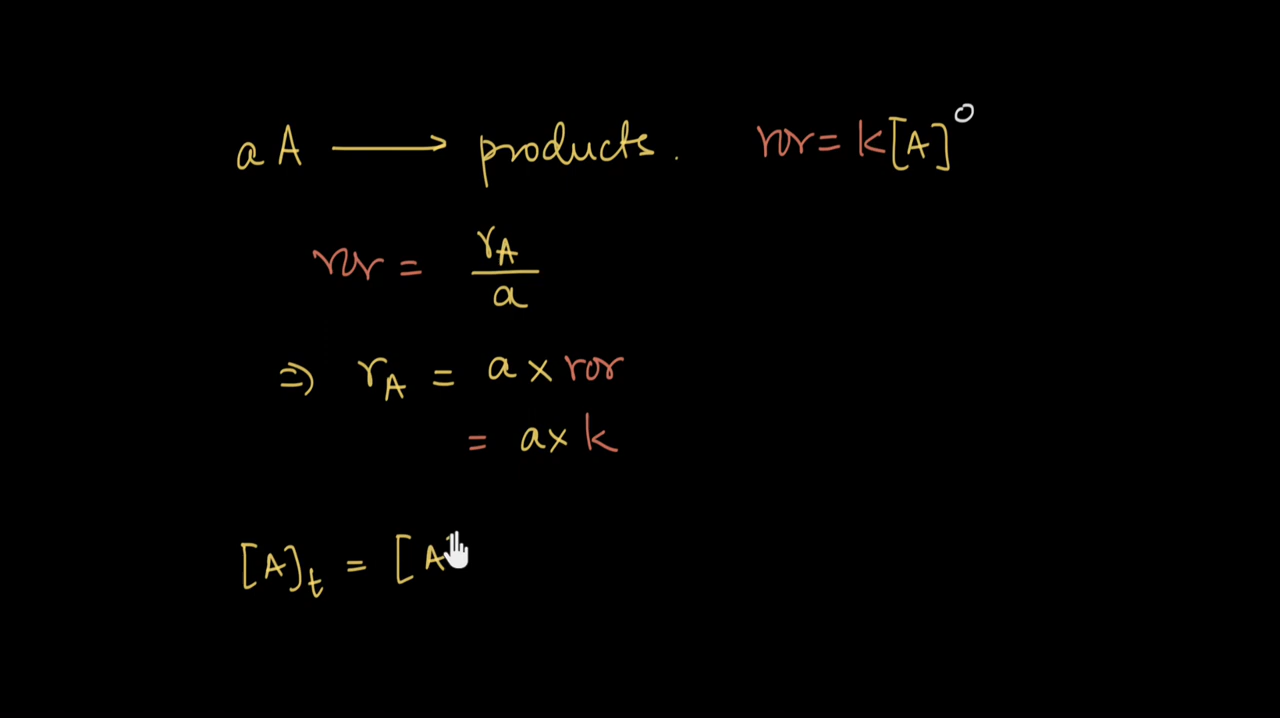 a A ⟶ products. ror = k[A]⁰
ror = r_A / a
⇒ r_A = a × ror
= a × k
[A]_t = [A